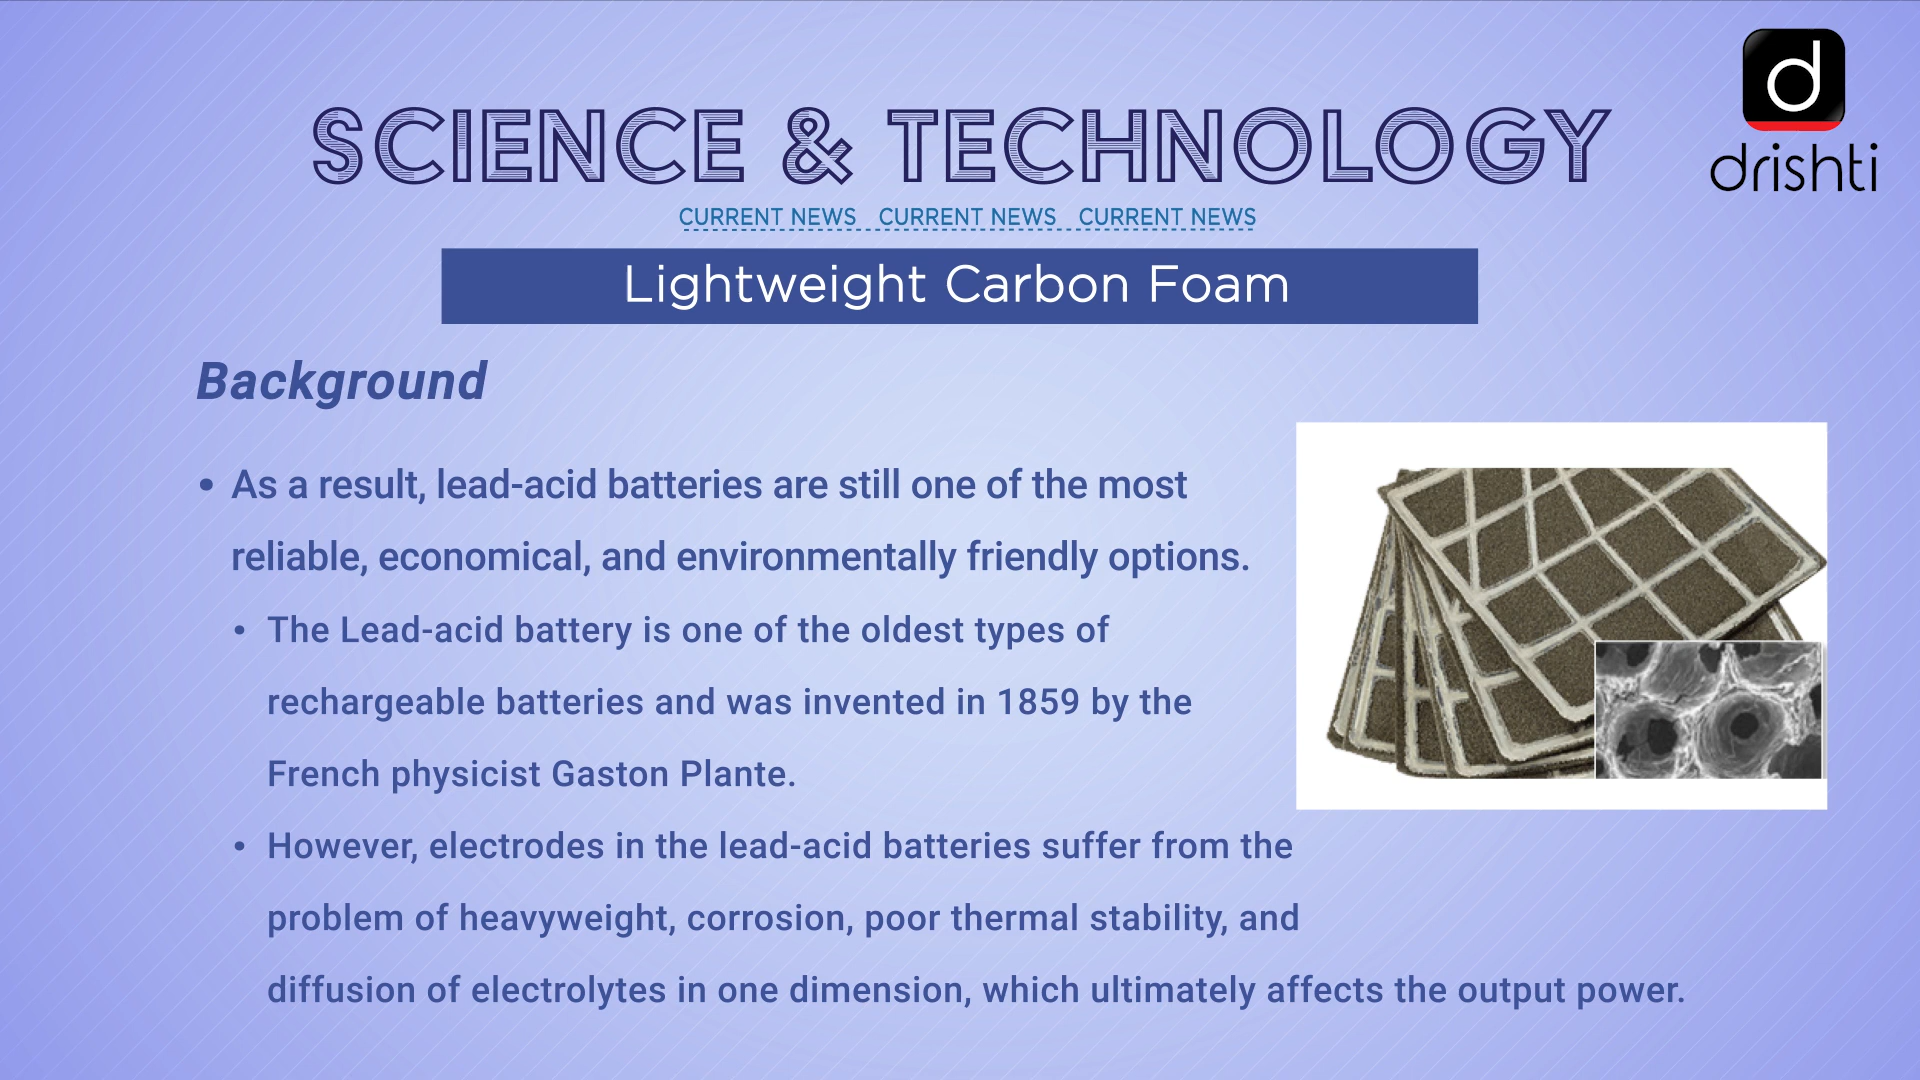 d
drishti
SCIENCE & TECHNOLOGY
CURRENT NEWS CURRENT NEWS CURRENT NEWS
Lightweight Carbon Foam
Background
• As a result, lead-acid batteries are still one of the most
reliable, economical, and environmentally friendly options.
• The Lead-acid battery is one of the oldest types of
rechargeable batteries and was invented in 1859 by the
French physicist Gaston Plante.
• However, electrodes in the lead-acid batteries suffer from the
problem of heavyweight, corrosion, poor thermal stability, and
diffusion of electrolytes in one dimension, which ultimately affects the output power.